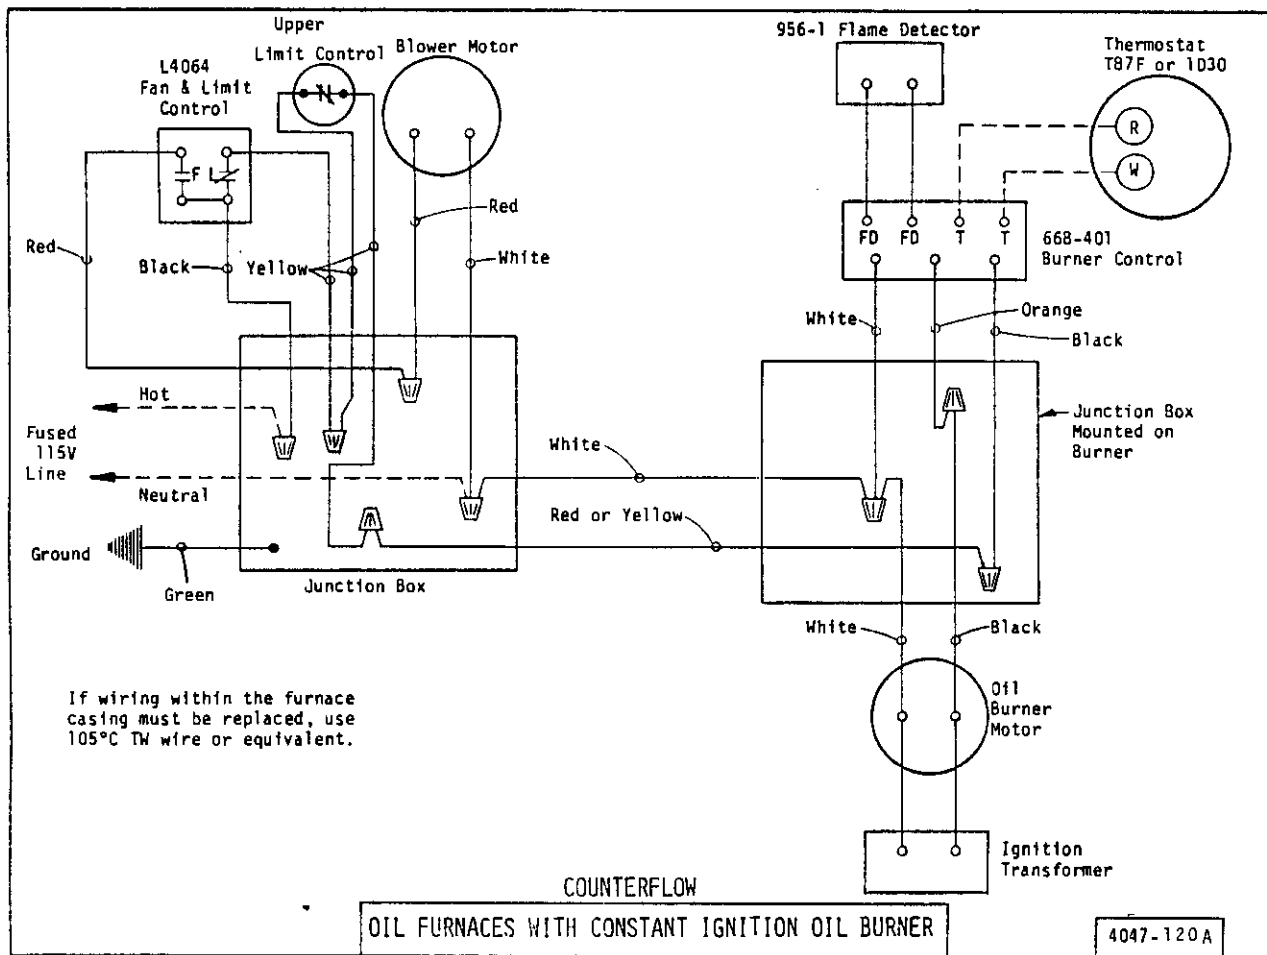 Upper
Limit Control
Blower Motor
L4064
Fan & Limit
Control
F L
Red
Black
Yellow
Red
White
Hot
Fused
115V
Line
Neutral
Ground
Green
Junction Box
White
Red or Yellow
956-1 Flame Detector
Thermostat
T87F or 1D30
R
W
FD FD T T
668-401
Burner Control
White
Orange
Black
Junction Box
Mounted on
Burner
White
Black
Oil
Burner
Motor
Ignition
Transformer
If wiring within the furnace
casing must be replaced, use
105°C TW wire or equivalent.
COUNTERFLOW
OIL FURNACES WITH CONSTANT IGNITION OIL BURNER
4047-120A